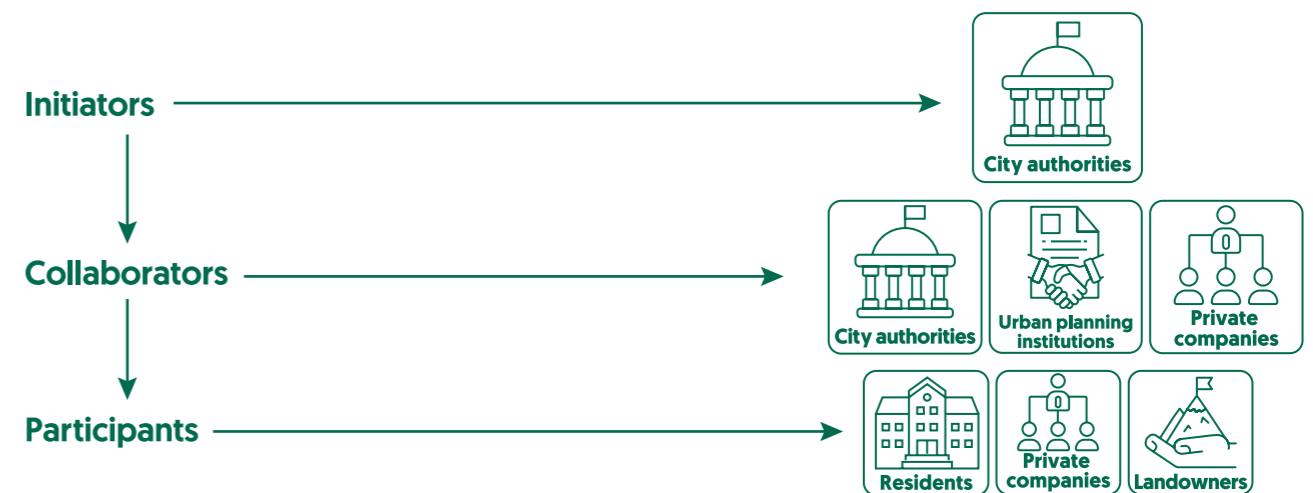 Initiators
City authorities
Collaborators
City authorities
Urban planning
institutions
Private
companies
Participants
Residents
Private
companies
Landowners